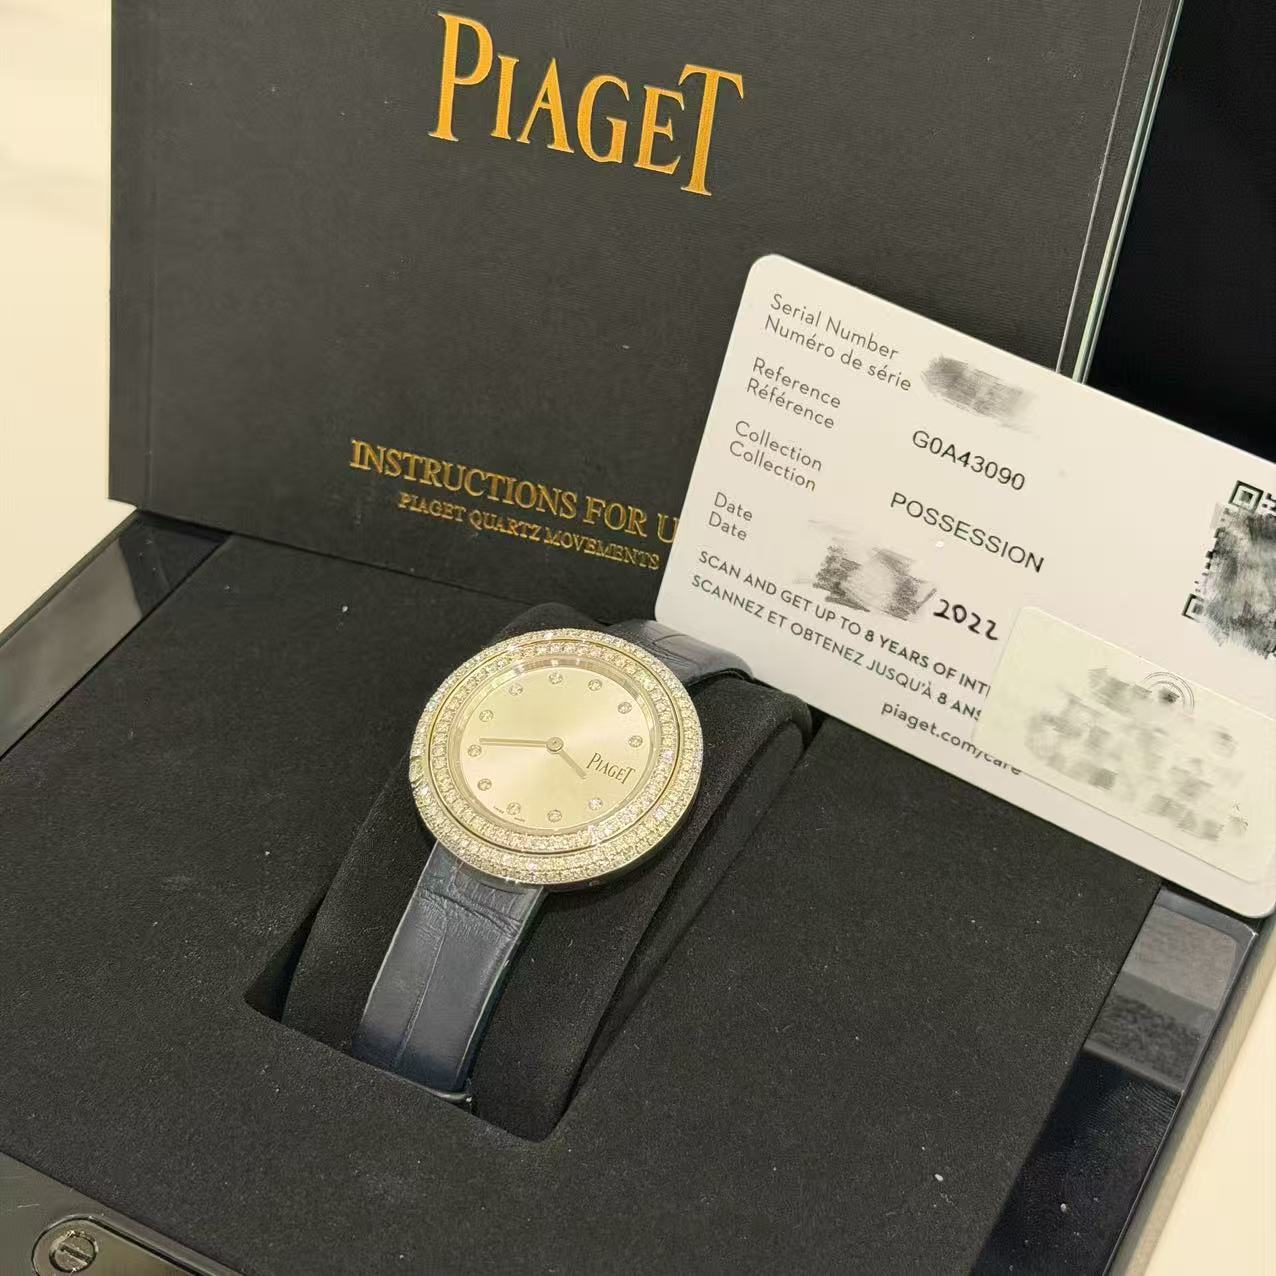 PIAGET
INSTRUCTIONS FOR U
PIAGET QUARTZ MOVEMENTS
Serial Number
Numéro de série
Reference
Référence
G0A43090
Collection
Collection
POSSESSION
Date
Date
2022
SCAN AND GET UP TO 8 YEARS OF INT
SCANNEZ ET OBTENEZ JUSQU'À 8 ANS
piaget.com/care
PIAGET